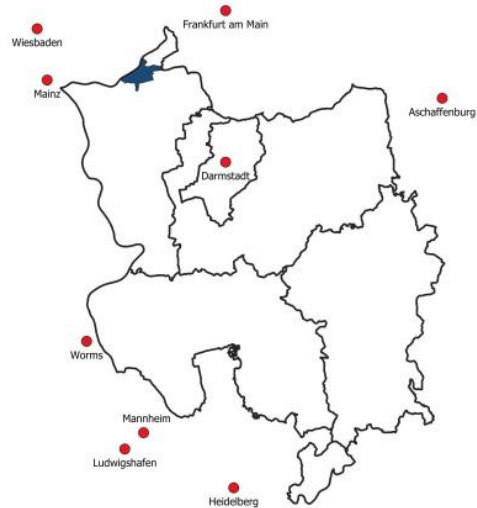 Frankfurt am Main
Wiesbaden
Mainz
Aschaffenburg
Darmstadt
Worms
Mannheim
Ludwigshafen
Heidelberg